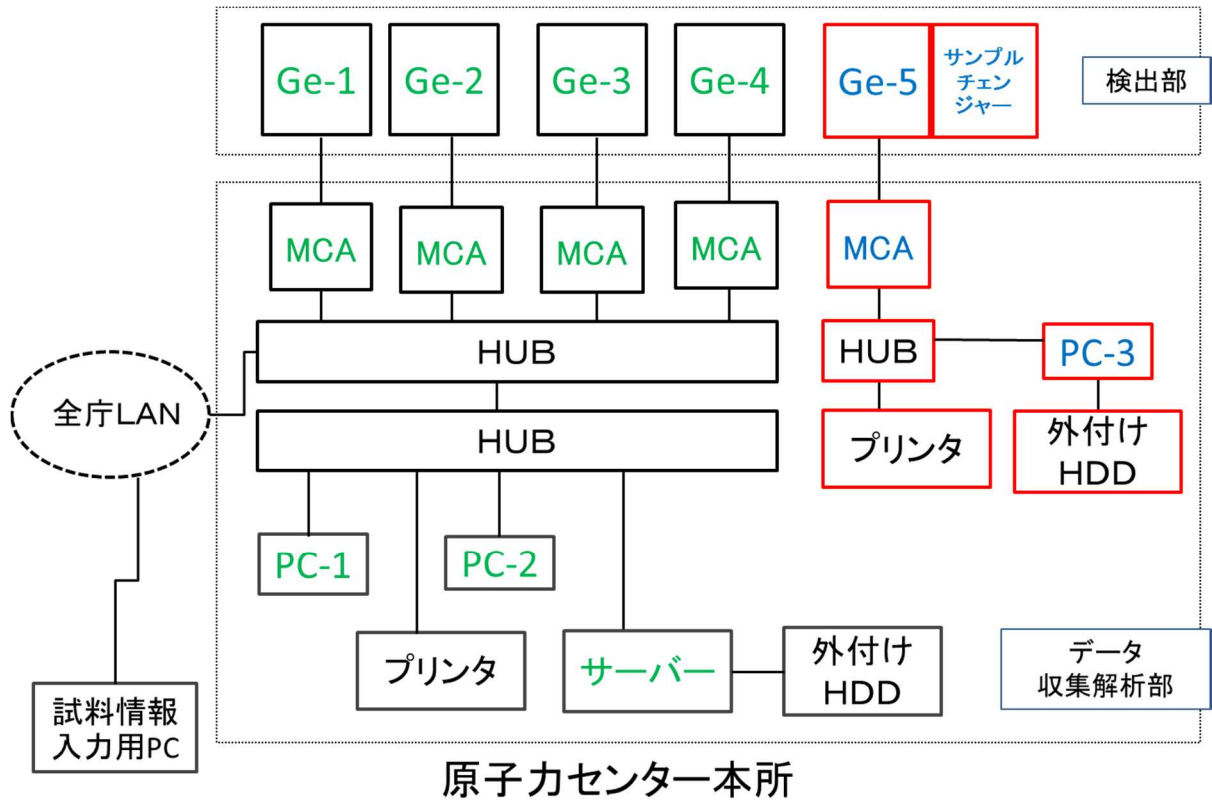 Ge-1
Ge-2
Ge-3
Ge-4
Ge-5
サンプル
チェン
ジャー
検出部
MCA
MCA
MCA
MCA
MCA
HUB
HUB
PC-3
全庁LAN
HUB
プリンタ
外付け
HDD
PC-1
PC-2
プリンタ
サーバー
外付け
HDD
データ
収集解析部
試料情報
入力用PC
原子力センター本所